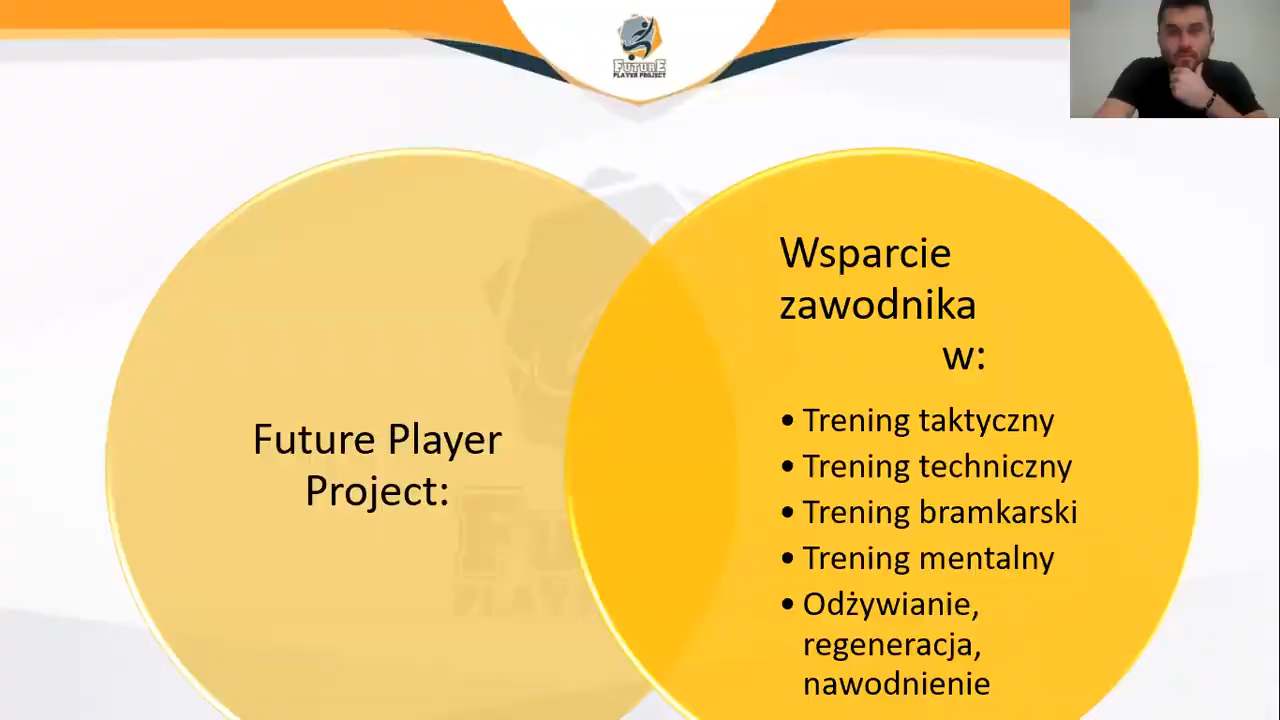 FUTURE
PLAYER PROJECT
Wsparcie
zawodnika
w:
Future Player
Project:
• Trening taktyczny
• Trening techniczny
• Trening bramkarski
• Trening mentalny
• Odżywianie,
regeneracja,
nawodnienie